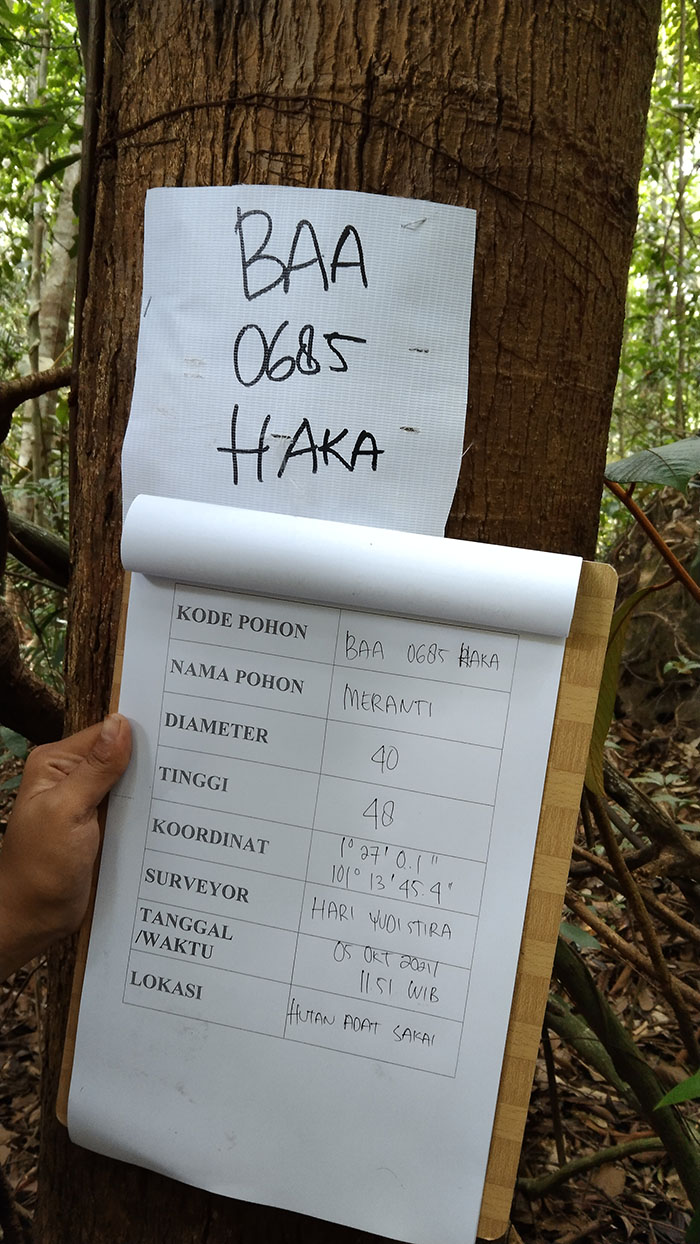 BAA
0685
HAKA
KODE POHON BAA 0685 HAKA
NAMA POHON MERANTI
DIAMETER 40
TINGGI 48
KOORDINAT 1° 27' 0.1"
101° 13' 45.4"
SURVEYOR HARI YUDISTIRA
TANGGAL 05 OKT 2021
/WAKTU 11.51 WIB
LOKASI HUTAN ADAT SAKAI